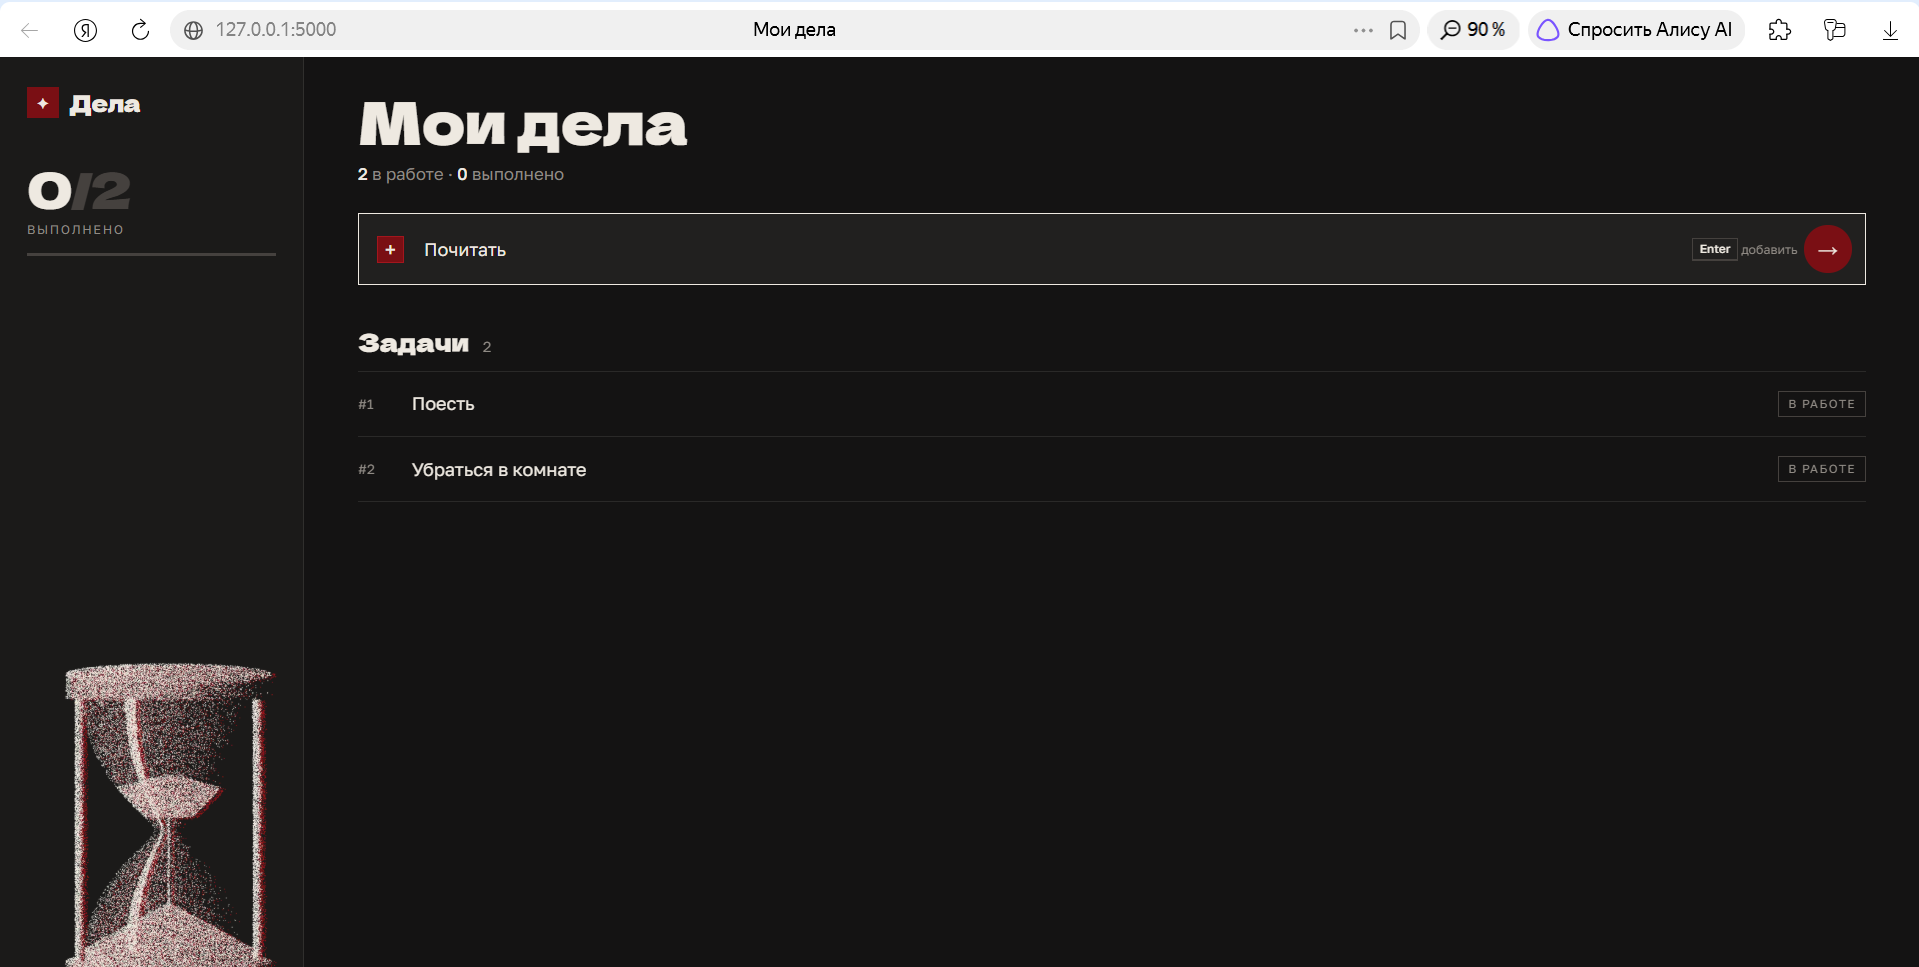 Я 127.0.0.1:5000 Мои дела 90 % Спросить Алису AI
Дела
0/2
ВЫПОЛНЕНО
Мои дела
2 в работе · 0 выполнено
+ Почитать Enter добавить →
Задачи 2
#1 Поесть В РАБОТЕ
#2 Убраться в комнате В РАБОТЕ